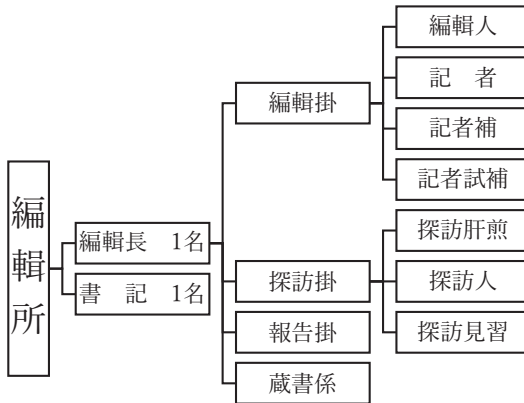 編輯所
編輯長　1名
書　記　1名
編輯掛
探訪掛
報告掛
蔵書係
編輯人
記　者
記者補
記者試補
探訪肝煎
探訪人
探訪見習